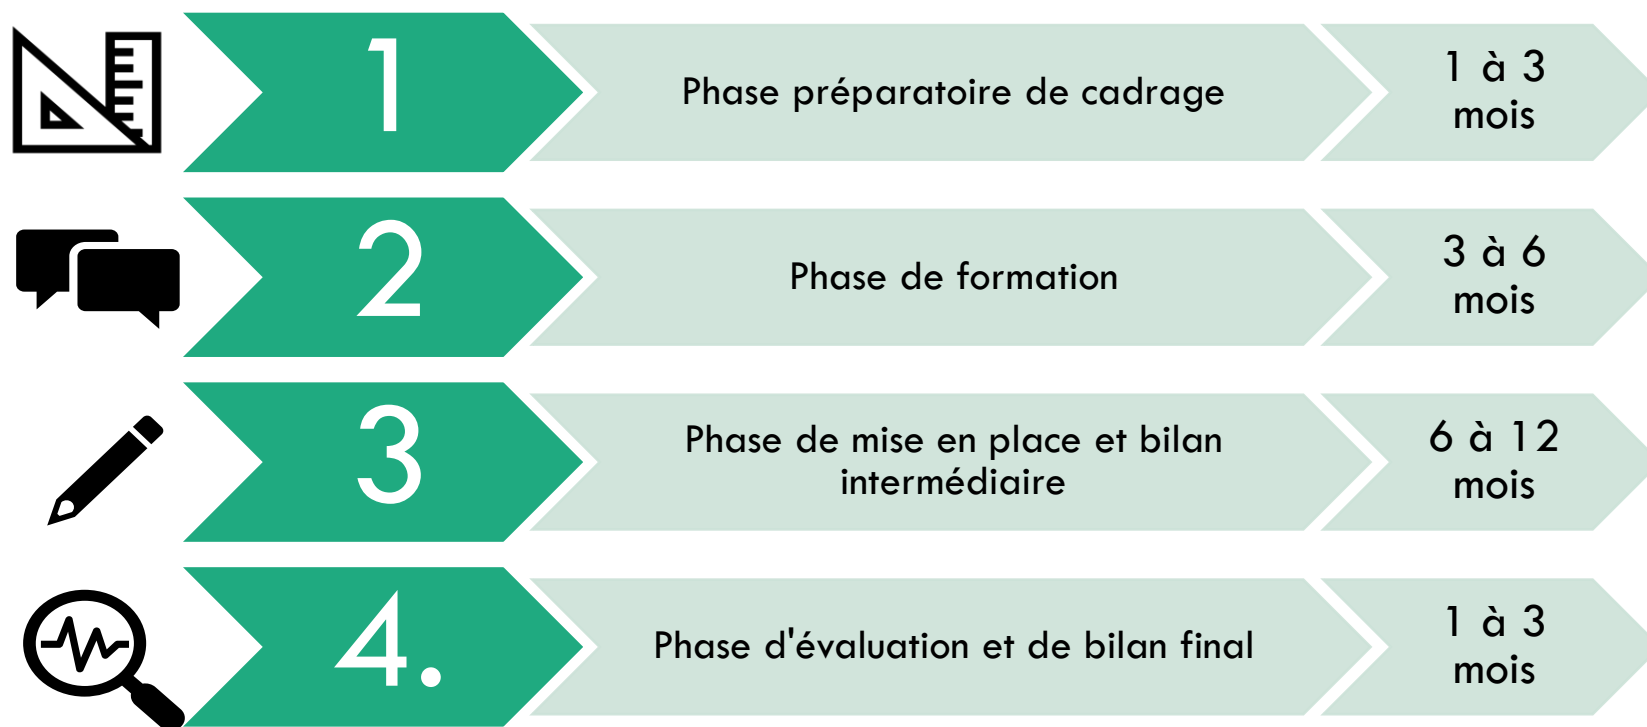 1
Phase préparatoire de cadrage
1 à 3
mois
2
Phase de formation
3 à 6
mois
3
Phase de mise en place et bilan
intermédiaire
6 à 12
mois
4.
Phase d'évaluation et de bilan final
1 à 3
mois